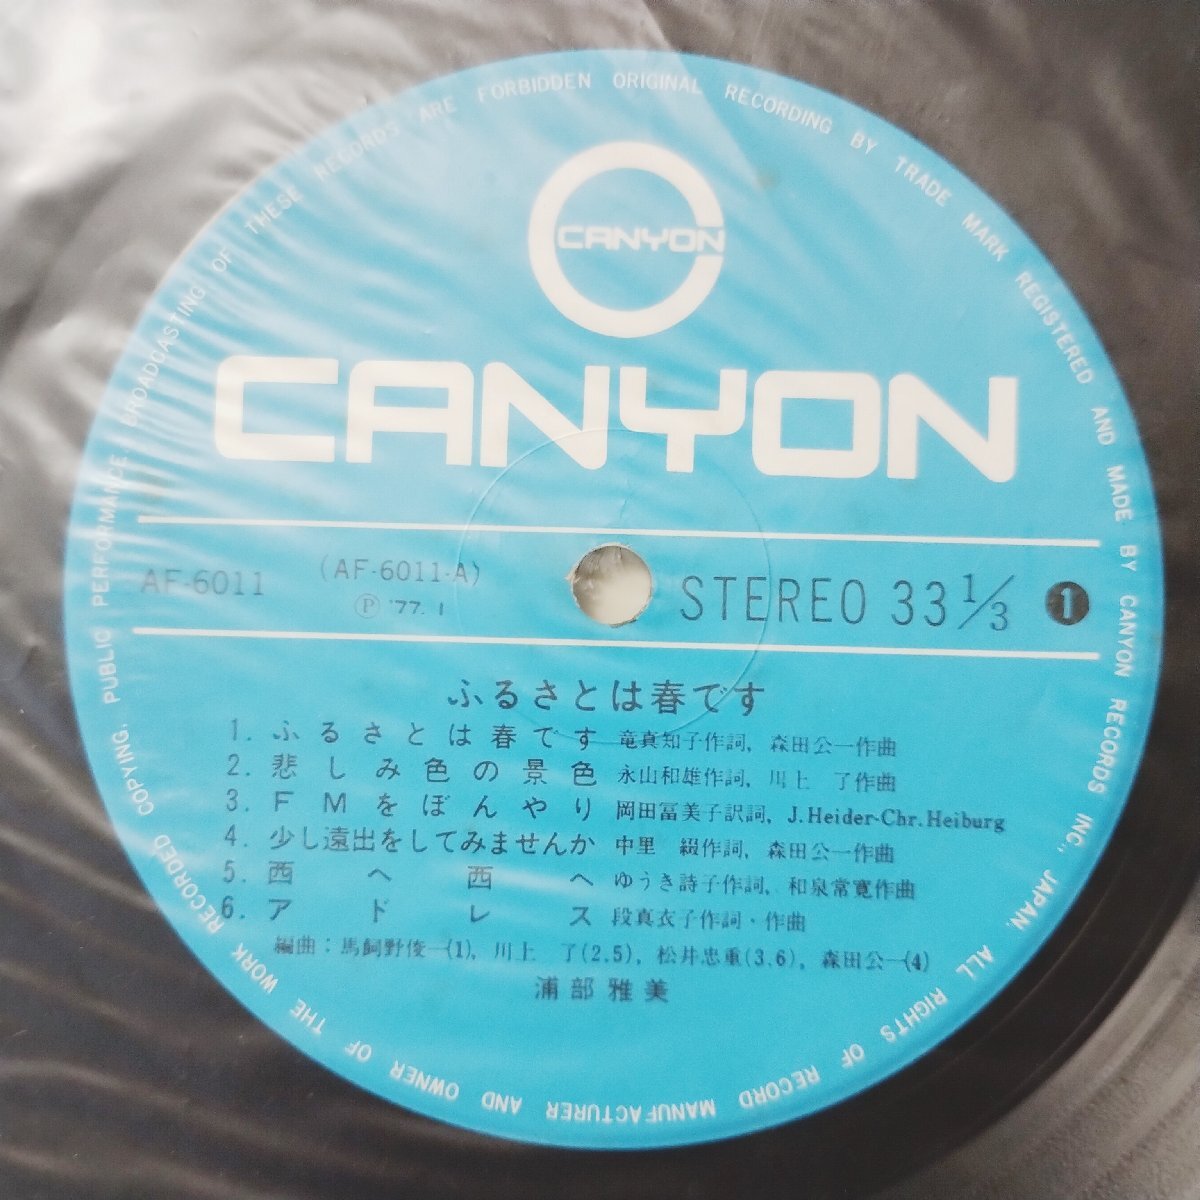 ORIGINAL RECORDING BY TRADE MARK REGISTERED AND MADE BY CANYON RECORDS INC., JAPAN. ALL RIGHTS OF RECORD MANUFACTURER AND OWNER OF THE WORK RECORDED COPYING, PUBLIC PERFORMANCE, BROADCASTING OF THESE RECORDS ARE FORBIDDEN
CANYON
CANYON
AF-6011
(AF-6011-A)
Ⓟ '77. 1
STEREO 33 1/3
1
ふるさとは春です
1. ふるさとは春です 竜真知子作詞, 森田公一作曲
2. 悲しみ色の景色 永山和雄作詞, 川上 了作曲
3. FMをぼんやり 岡田冨美子訳詞, J.Heider-Chr.Heiburg
4. 少し遠出をしてみませんか 中里 綴作詞, 森田公一作曲
5. 西へ西へ ゆうき詩子作詞, 和泉常寛作曲
6. アドレス 段真衣子作詞・作曲
編曲: 馬飼野俊一(1), 川上 了(2.5), 松井忠重(3.6), 森田公一(4)
浦部雅美